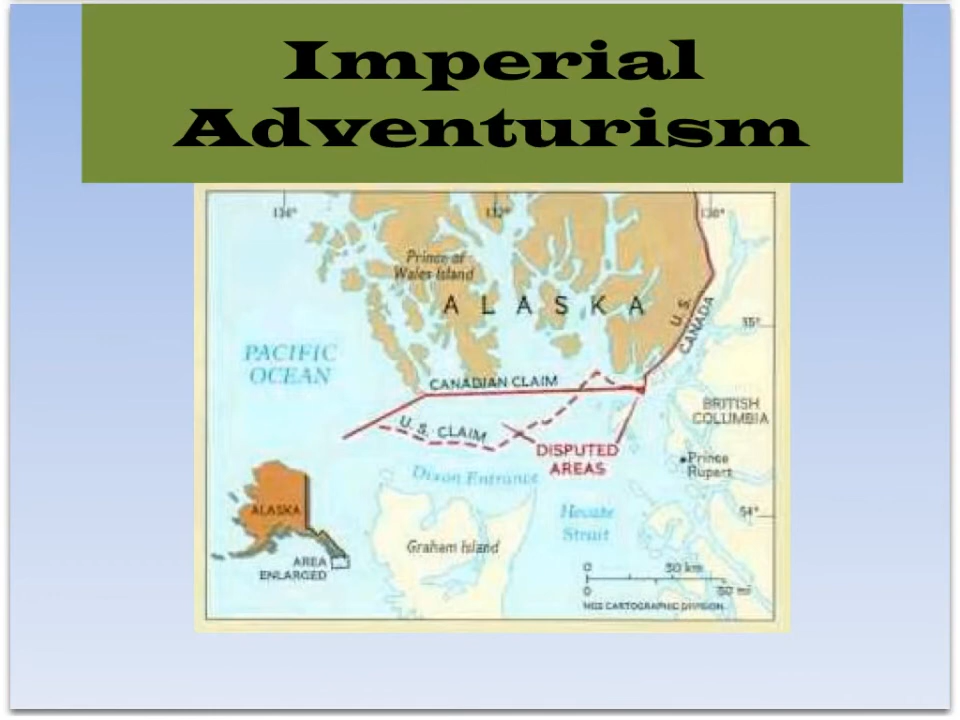 Imperial
Adventurism
134°
132°
130°
Prince of
Wales Island
ALASKA
U.S.
CANADA
55°
PACIFIC
OCEAN
CANADIAN CLAIM
U.S. CLAIM
BRITISH
COLUMBIA
DISPUTED
AREAS
Prince
Rupert
Dixon Entrance
Hecate
Strait
54°
ALASKA
Graham Island
AREA
ENLARGED
0 50 km
0 50 mi
NGS CARTOGRAPHIC DIVISION